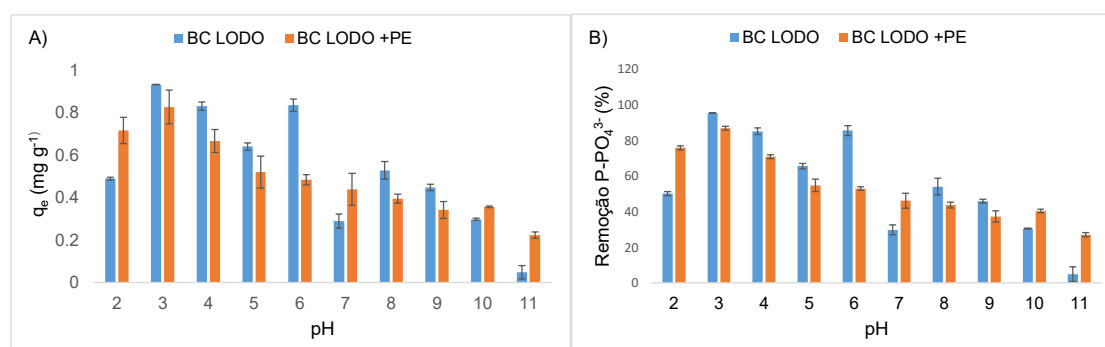 A)
BC LODO
BC LODO +PE
1
0.8
0.6
0.4
0.2
0
qe (mg g-1)
2 3 4 5 6 7 8 9 10 11
pH
B)
BC LODO
BC LODO +PE
120
100
80
60
40
20
0
Remoção P-PO4 3- (%)
2 3 4 5 6 7 8 9 10 11
pH